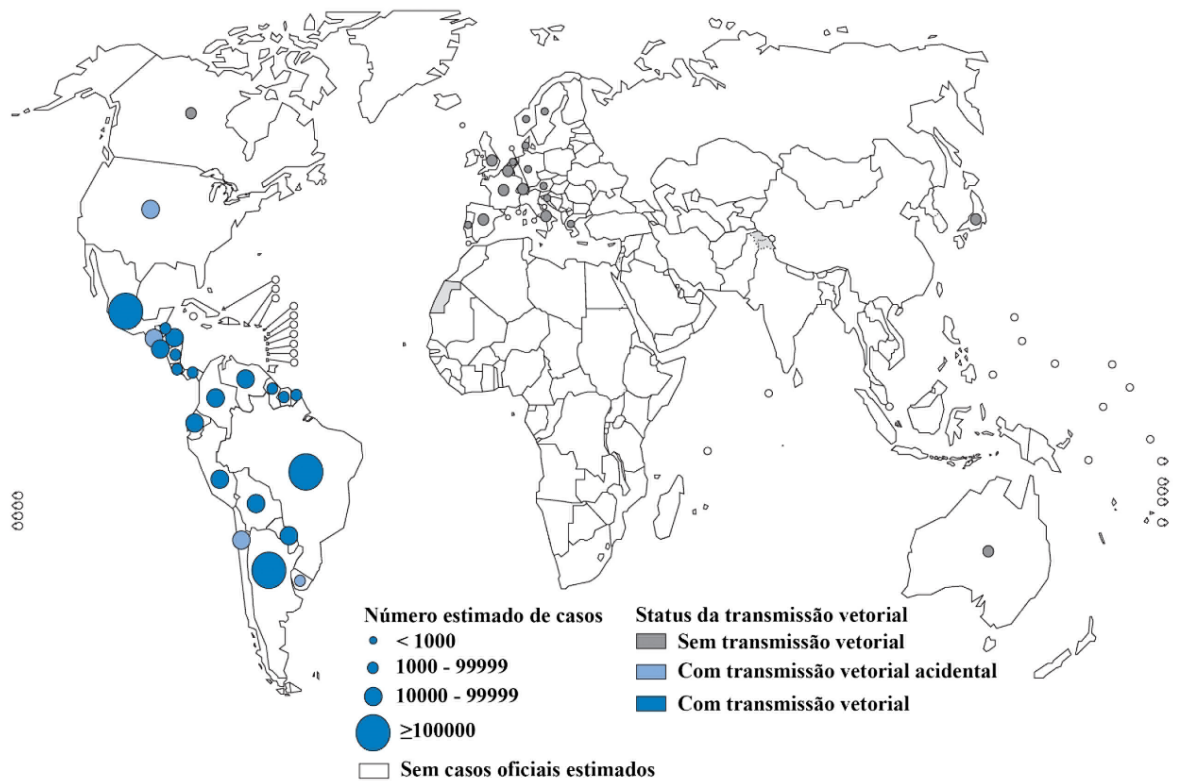 Número estimado de casos
< 1000
1000 - 99999
10000 - 99999
≥100000
Sem casos oficiais estimados
Status da transmissão vetorial
Sem transmissão vetorial
Com transmissão vetorial acidental
Com transmissão vetorial